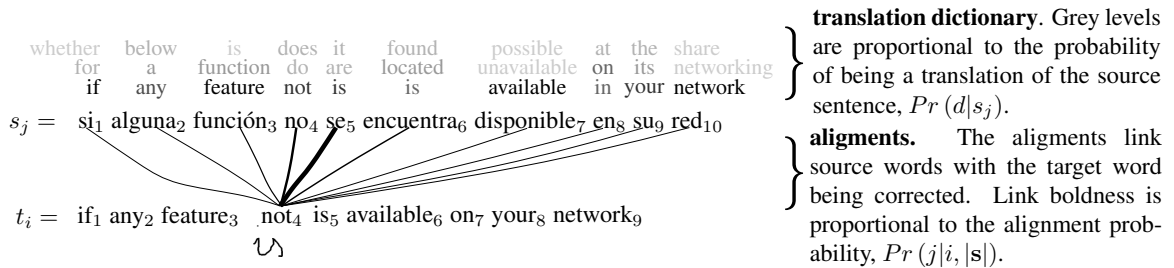 whether below is does it found possible at the share
for a function do are located unavailable on its networking
if any feature not is is available in your network
s_j = si_1 alguna_2 función_3 no_4 se_5 encuentra_6 disponible_7 en_8 su_9 red_10
t_i = if_1 any_2 feature_3 not_4 is_5 available_6 on_7 your_8 network_9
translation dictionary. Grey levels
are proportional to the probability
of being a translation of the source
sentence, Pr (d|s_j).
aligments. The aligments link
source words with the target word
being corrected. Link boldness is
proportional to the alignment prob-
ability, Pr (j|i, |s|).